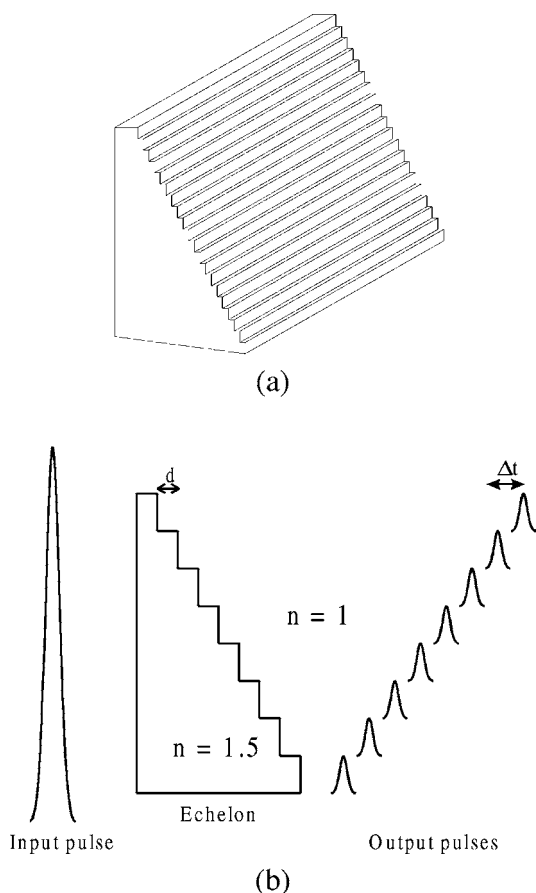 (a)
d
Δt
n = 1
n = 1.5
Input pulse
Echelon
Output pulses
(b)